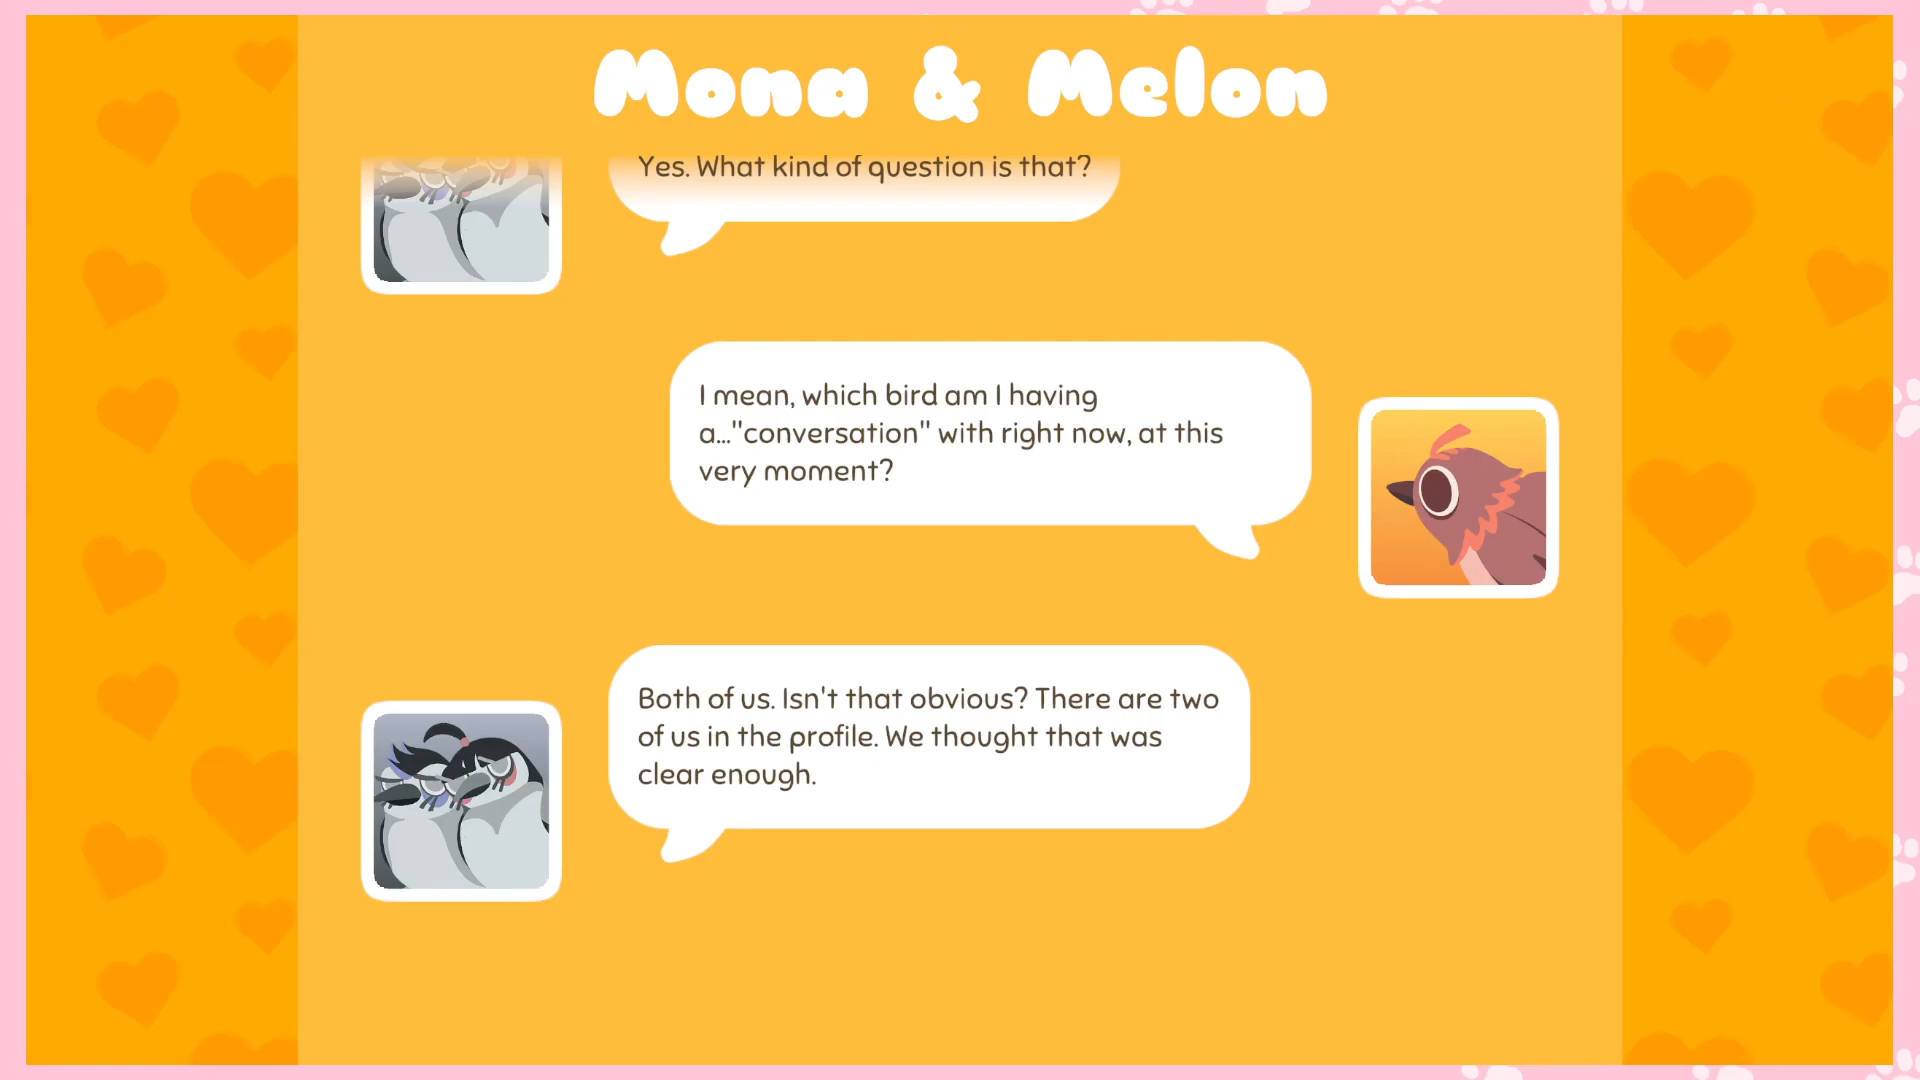 Mona & Melon
Yes. What kind of question is that?
I mean, which bird am I having
a..."conversation" with right now, at this
very moment?
Both of us. Isn't that obvious? There are two
of us in the profile. We thought that was
clear enough.